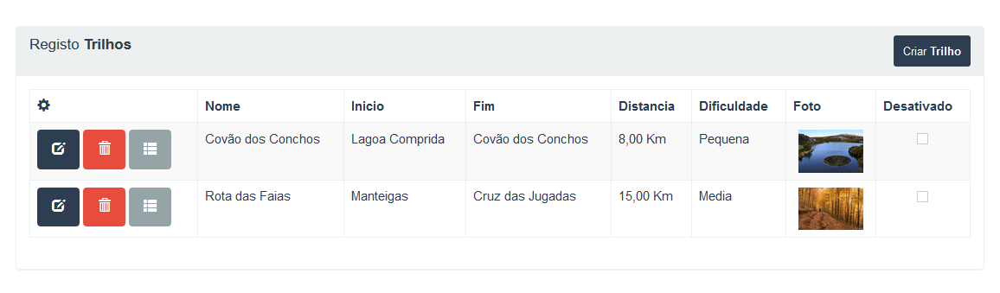 Registo Trilhos
Criar Trilho
Nome Inicio Fim Distancia Dificuldade Foto Desativado
Covão dos Conchos Lagoa Comprida Covão dos Conchos 8,00 Km Pequena
Rota das Faias Manteigas Cruz das Jugadas 15,00 Km Media